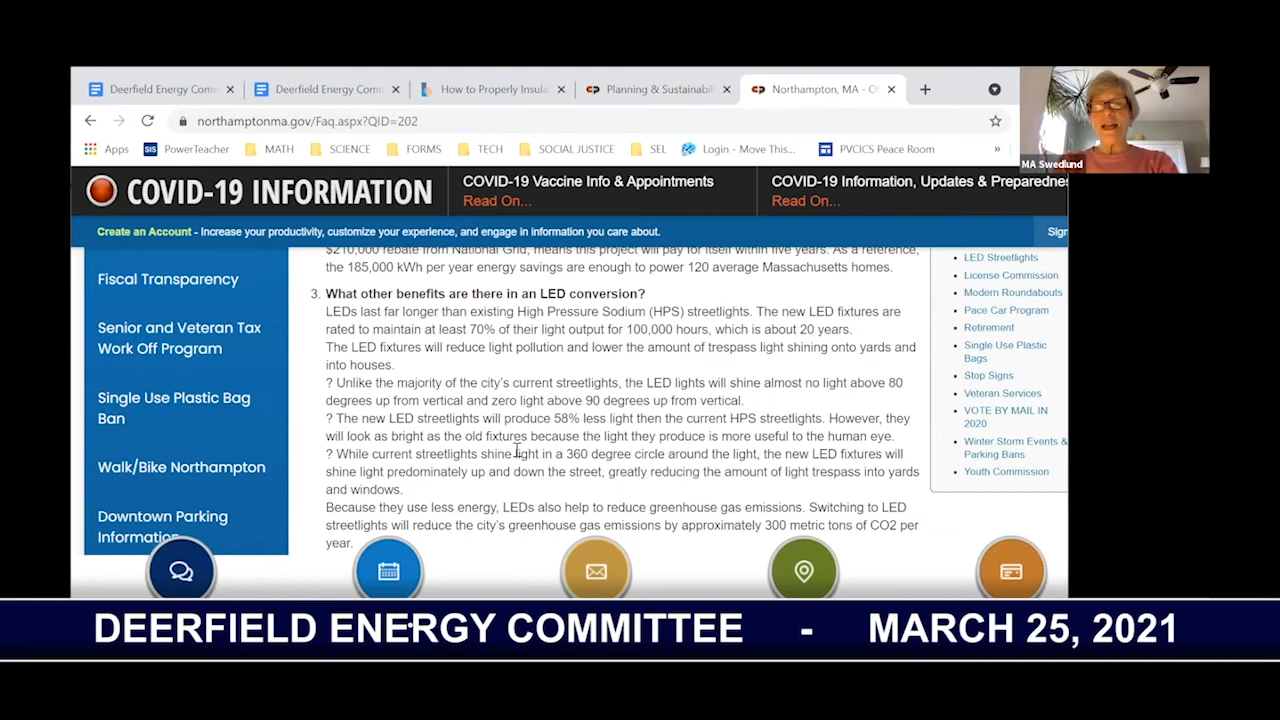 Deerfield Energy Comm
Deerfield Energy Comm
How to Properly Insula
Planning & Sustainabil
Northampton, MA - O
northamptonma.gov/Faq.aspx?QID=202
Apps
SIS PowerTeacher
MATH
SCIENCE
FORMS
TECH
SOCIAL JUSTICE
SEL
Login - Move This...
PVCICS Peace Room
»
MA Swedlund
COVID-19 INFORMATION
COVID-19 Vaccine Info & Appointments
Read On...
COVID-19 Information, Updates & Preparednes
Read On...
Create an Account - Increase your productivity, customize your experience, and engage in information you care about.
Sign
Fiscal Transparency
Senior and Veteran Tax
Work Off Program
Single Use Plastic Bag
Ban
Walk/Bike Northampton
Downtown Parking
Information
$210,000 rebate from National Grid, means this project will pay for itself within five years. As a reference,
the 185,000 kWh per year energy savings are enough to power 120 average Massachusetts homes.
3. What other benefits are there in an LED conversion?
LEDs last far longer than existing High Pressure Sodium (HPS) streetlights. The new LED fixtures are
rated to maintain at least 70% of their light output for 100,000 hours, which is about 20 years.
The LED fixtures will reduce light pollution and lower the amount of trespass light shining onto yards and
into houses.
? Unlike the majority of the city's current streetlights, the LED lights will shine almost no light above 80
degrees up from vertical and zero light above 90 degrees up from vertical.
? The new LED streetlights will produce 58% less light then the current HPS streetlights. However, they
will look as bright as the old fixtures because the light they produce is more useful to the human eye.
? While current streetlights shine light in a 360 degree circle around the light, the new LED fixtures will
shine light predominately up and down the street, greatly reducing the amount of light trespass into yards
and windows.
Because they use less energy, LEDs also help to reduce greenhouse gas emissions. Switching to LED
streetlights will reduce the city's greenhouse gas emissions by approximately 300 metric tons of CO2 per
year.
LED Streetlights
License Commission
Modern Roundabouts
Pace Car Program
Retirement
Single Use Plastic
Bags
Stop Signs
Veteran Services
VOTE BY MAIL IN
2020
Winter Storm Events &
Parking Bans
Youth Commission
DEERFIELD ENERGY COMMITTEE - MARCH 25, 2021